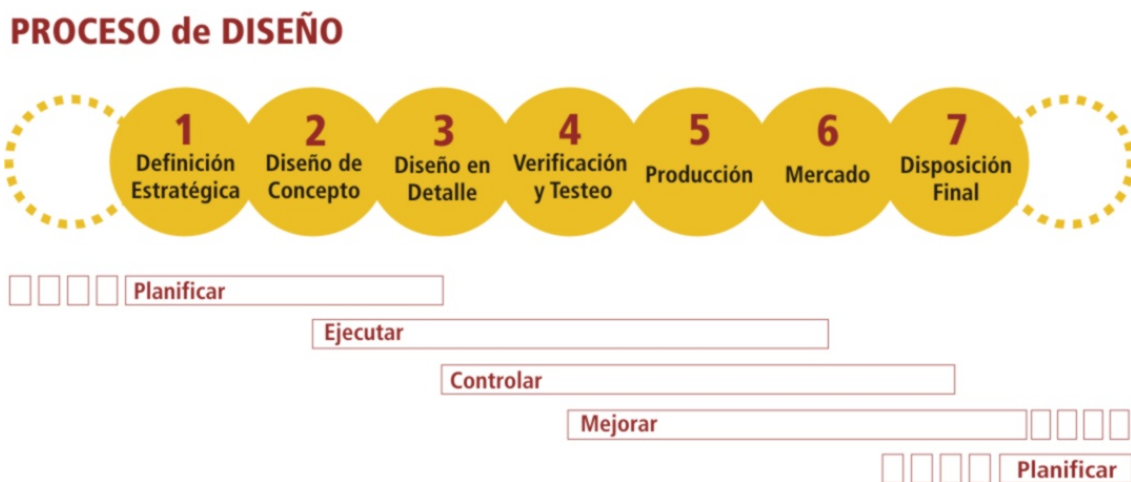 PROCESO de DISEÑO
1
Definición
Estratégica
2
Diseño de
Concepto
3
Diseño en
Detalle
4
Verificación
y Testeo
5
Producción
6
Mercado
7
Disposición
Final
Planificar
Ejecutar
Controlar
Mejorar
Planificar